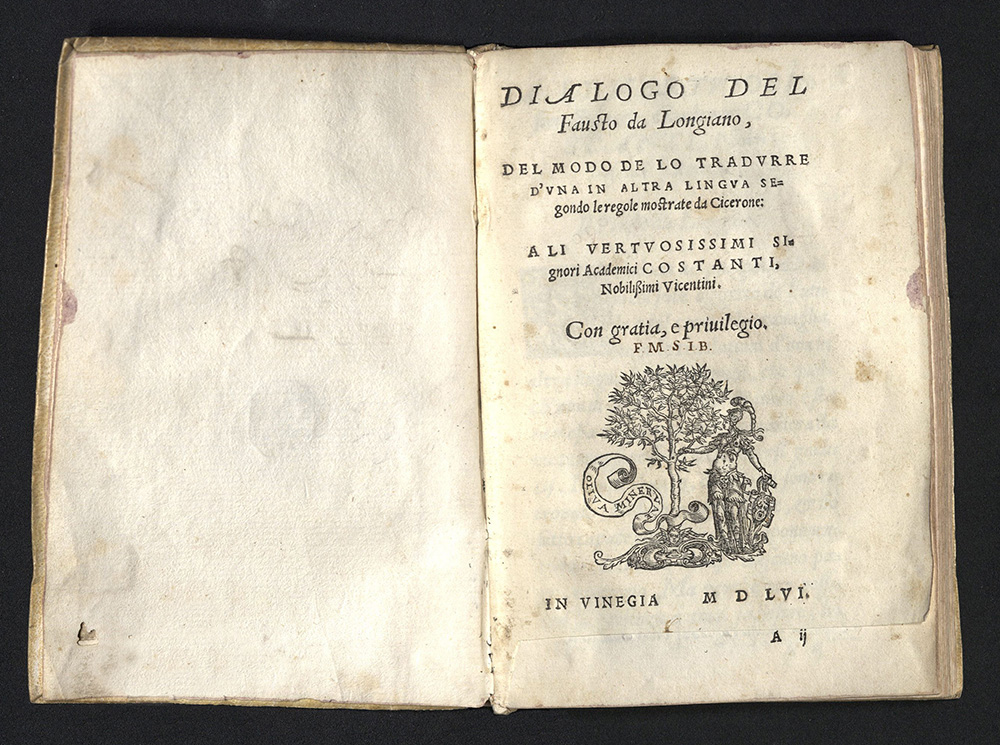 DIALOGO DEL
Fausto da Longiano,
DEL MODO DE LO TRADVRRE
D'VNA IN ALTRA LINGVA SE=
gondo le regole mostrate da Cicerone:
A LI VERTVOSISSIMI SI=
gnori Academici COSTANTI,
Nobilißimi Vicentini.
Con gratia, e priuilegio.
F. M. S. I. B.
MINERVA
IN VINEGIA M D LVI.
A ij